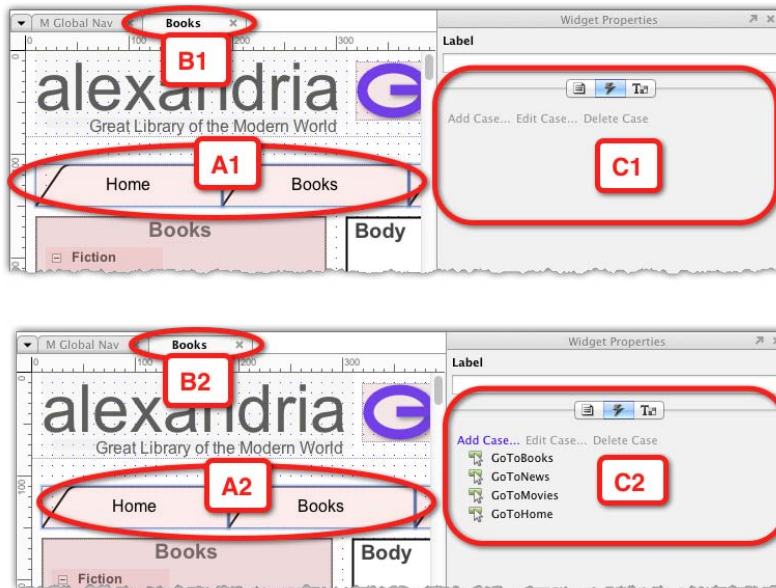 M Global Nav Books Widget Properties
0 100 200 300
Label
B1
alexandria
Great Library of the Modern World
Add Case... Edit Case... Delete Case
A1
C1
Home Books
Books Body
Fiction
M Global Nav Books Widget Properties
0 100 200 300
Label
B2
alexandria
Great Library of the Modern World
Add Case... Edit Case... Delete Case
GoToBooks
GoToNews
GoToMovies
GoToHome
A2
C2
100
Home Books
Books Body
Fiction